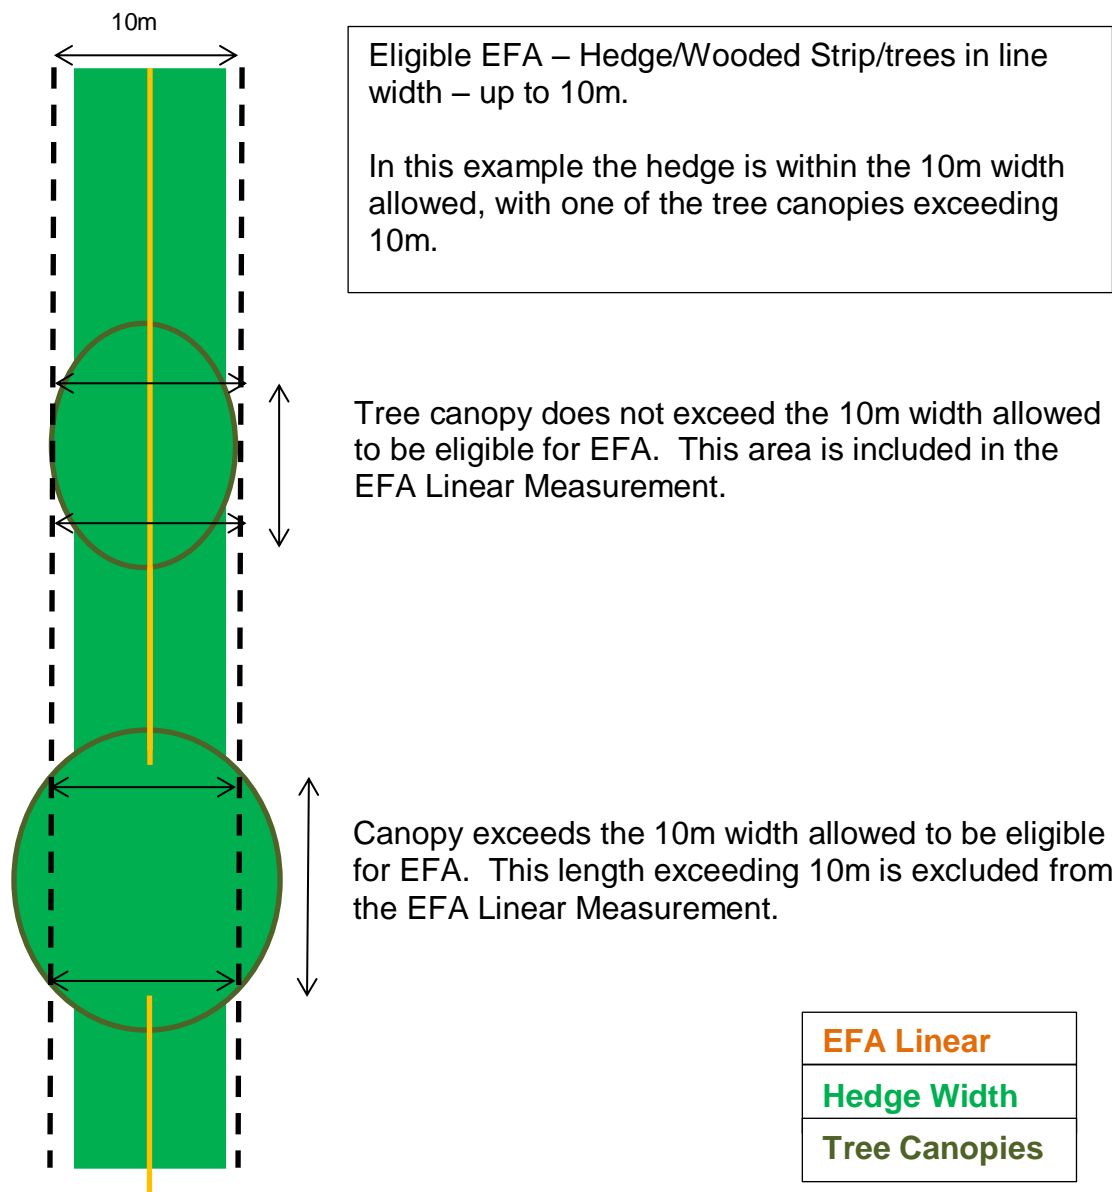 10m
Eligible EFA – Hedge/Wooded Strip/trees in line
width – up to 10m.
In this example the hedge is within the 10m width
allowed, with one of the tree canopies exceeding
10m.
Tree canopy does not exceed the 10m width allowed
to be eligible for EFA.  This area is included in the
EFA Linear Measurement.
Canopy exceeds the 10m width allowed to be eligible
for EFA.  This length exceeding 10m is excluded from
the EFA Linear Measurement.
EFA Linear
Hedge Width
Tree Canopies